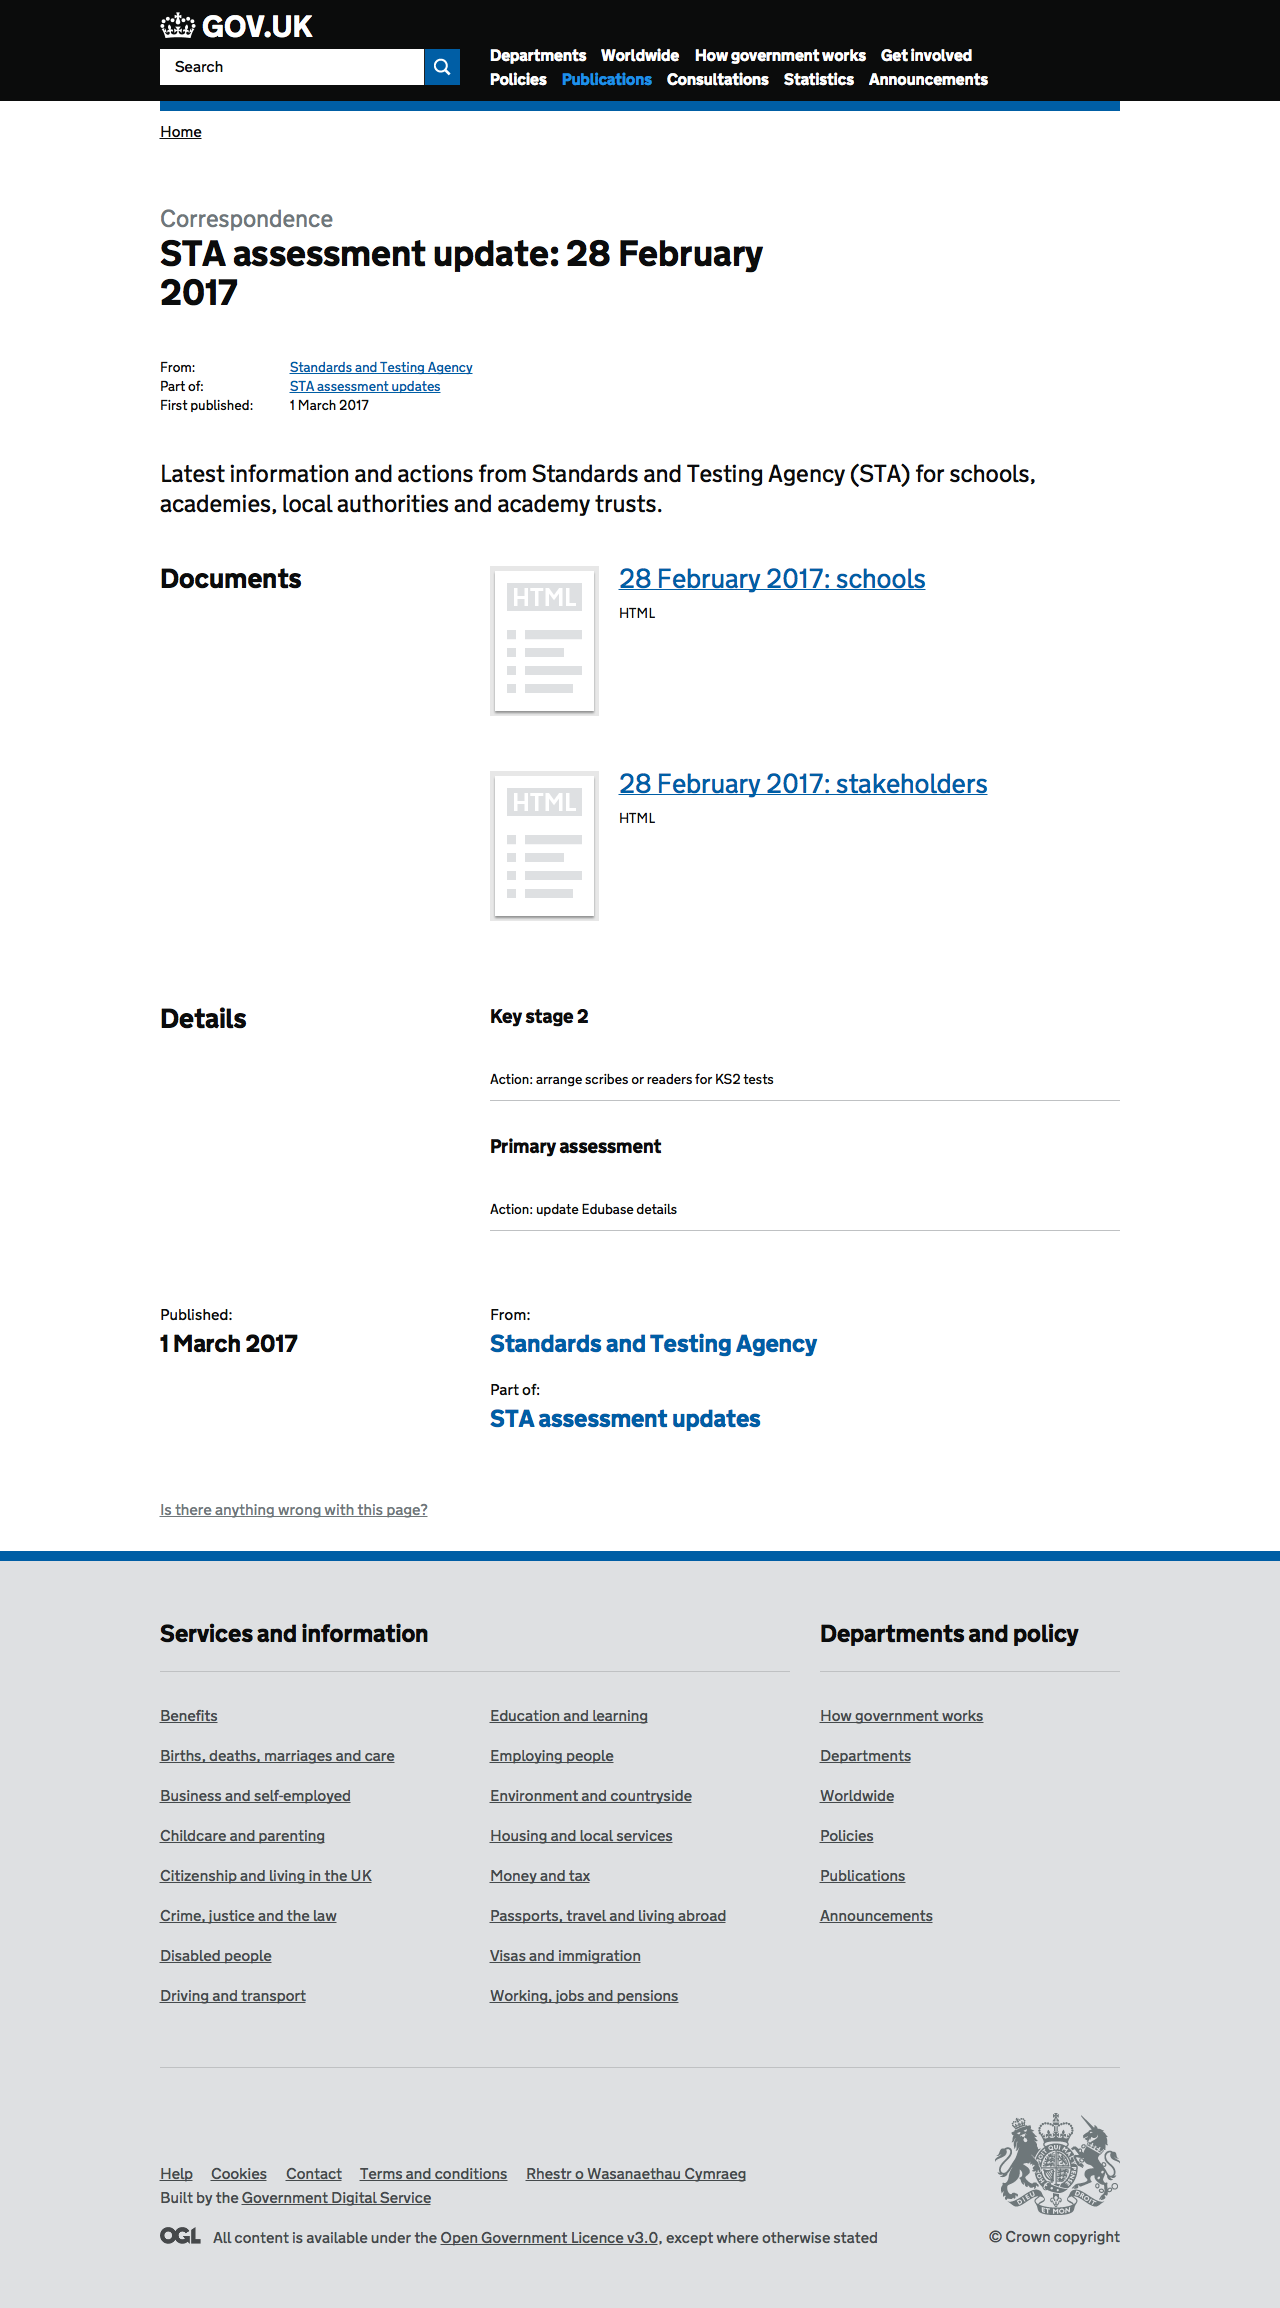 GOV.UK
Search
Departments Worldwide How government works Get involved
Policies Publications Consultations Statistics Announcements
Home
Correspondence
STA assessment update: 28 February
2017
From: Standards and Testing Agency
Part of: STA assessment updates
First published: 1 March 2017
Latest information and actions from Standards and Testing Agency (STA) for schools,
academies, local authorities and academy trusts.
Documents
HTML
28 February 2017: schools
HTML
HTML
28 February 2017: stakeholders
HTML
Details
Key stage 2
Action: arrange scribes or readers for KS2 tests
Primary assessment
Action: update Edubase details
Published:
1 March 2017
From:
Standards and Testing Agency
Part of:
STA assessment updates
Is there anything wrong with this page?
Services and information
Benefits
Births, deaths, marriages and care
Business and self-employed
Childcare and parenting
Citizenship and living in the UK
Crime, justice and the law
Disabled people
Driving and transport
Education and learning
Employing people
Environment and countryside
Housing and local services
Money and tax
Passports, travel and living abroad
Visas and immigration
Working, jobs and pensions
Departments and policy
How government works
Departments
Worldwide
Policies
Publications
Announcements
Help Cookies Contact Terms and conditions Rhestr o Wasanaethau Cymraeg
Built by the Government Digital Service
OGL All content is available under the Open Government Licence v3.0, except where otherwise stated
DIEU ET MON DROIT
© Crown copyright